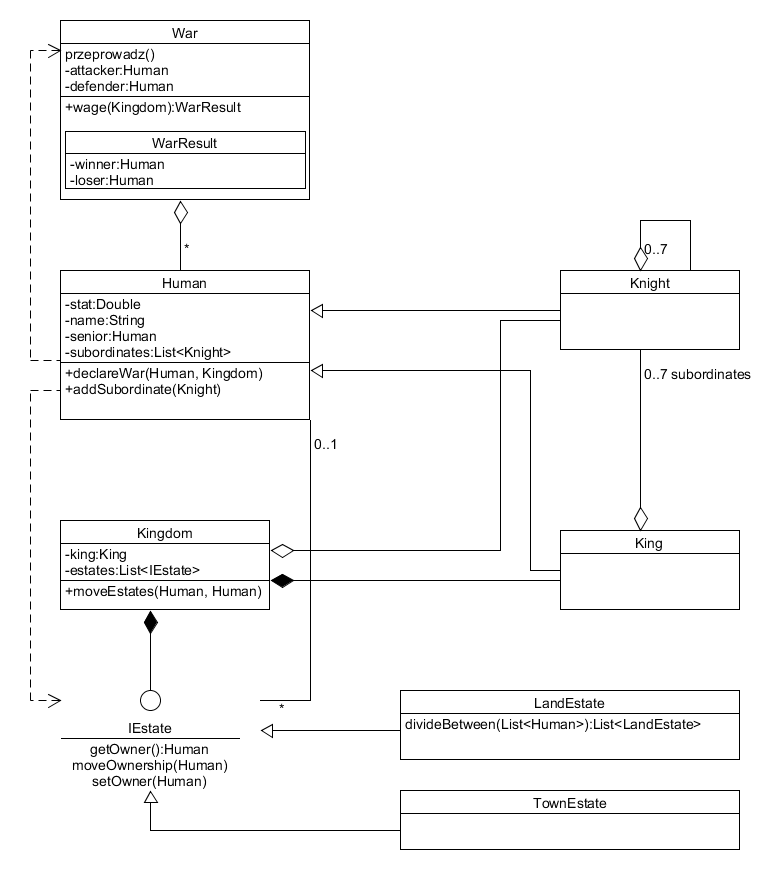 War
przeprowadz()
-attacker:Human
-defender:Human
+wage(Kingdom):WarResult
WarResult
-winner:Human
-loser:Human
*
Human
-stat:Double
-name:String
-senior:Human
-subordinates:List<Knight>
+declareWar(Human, Kingdom)
+addSubordinate(Knight)
0..7
Knight
0..7 subordinates
0..1
Kingdom
-king:King
-estates:List<IEstate>
+moveEstates(Human, Human)
King
*
IEstate
getOwner():Human
moveOwnership(Human)
setOwner(Human)
LandEstate
divideBetween(List<Human>):List<LandEstate>
TownEstate